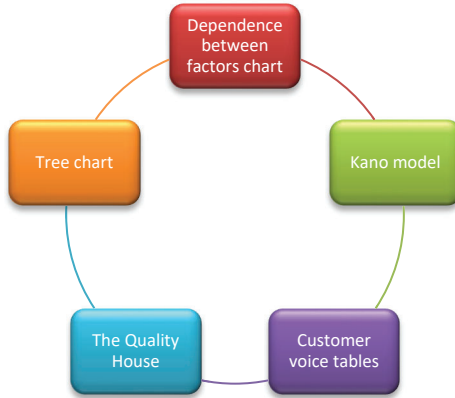 Dependence
between
factors chart
Tree chart
Kano model
The Quality
House
Customer
voice tables